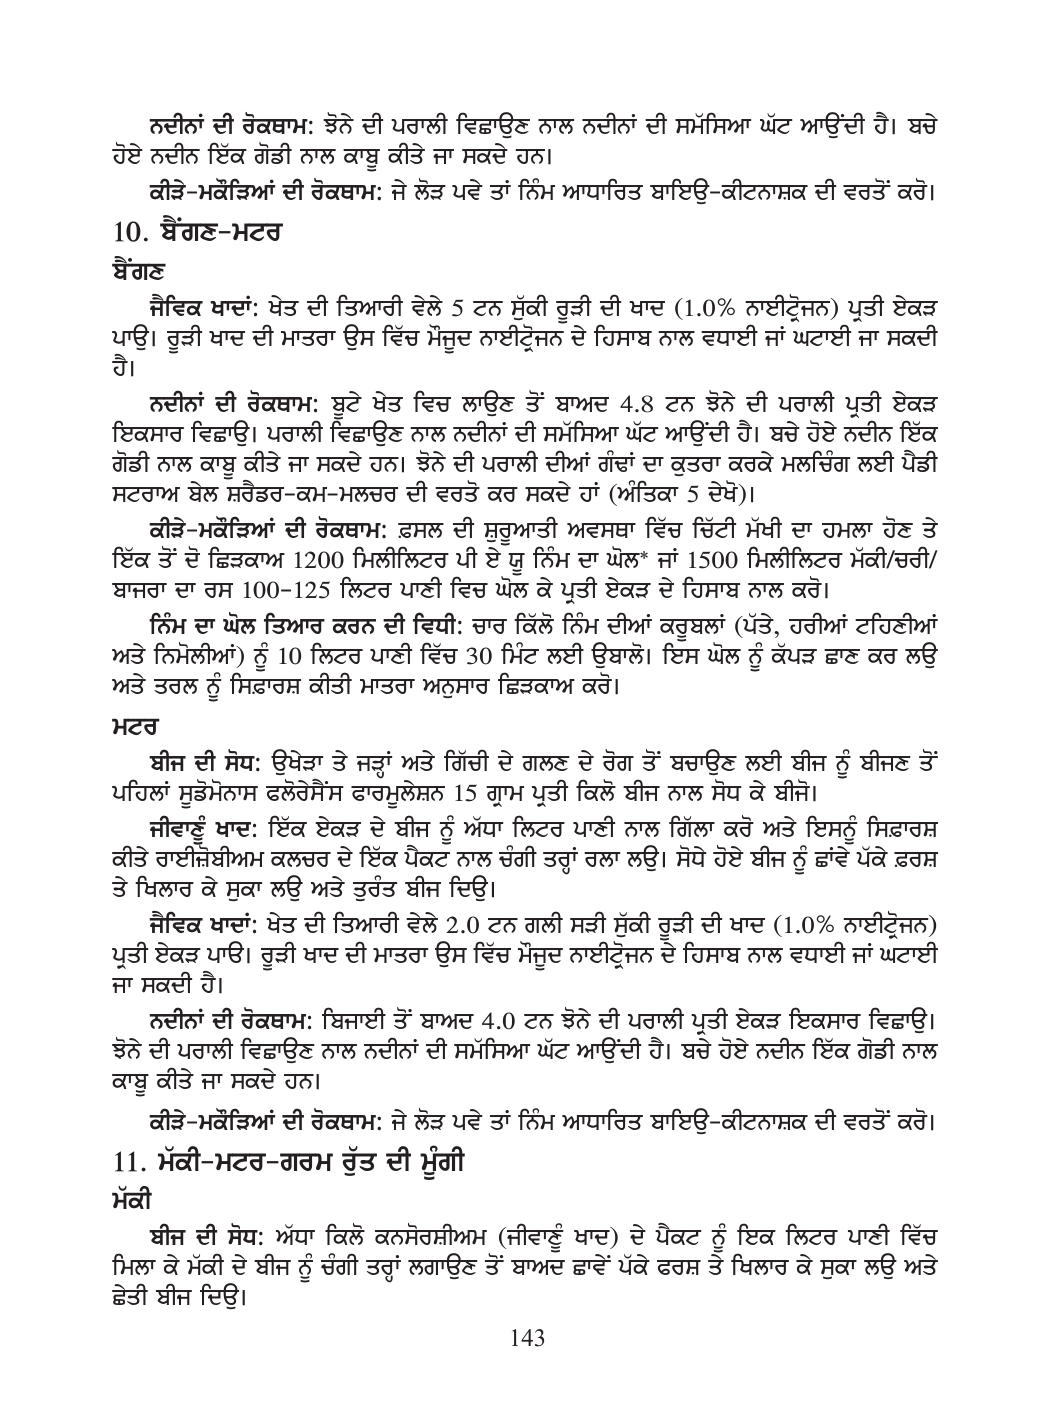 ਨਦੀਨਾਂ ਦੀ ਰੋਕਥਾਮ: ਝੋਨੇ ਦੀ ਪਰਾਲੀ ਵਿਛਾਉਣ ਨਾਲ ਨਦੀਨਾਂ ਦੀ ਸਮੱਸਿਆ ਘੱਟ ਆਉਂਦੀ ਹੈ। ਬਚੇ
ਹੋਏ ਨਦੀਨ ਇੱਕ ਗੋਡੀ ਨਾਲ ਕਾਬੂ ਕੀਤੇ ਜਾ ਸਕਦੇ ਹਨ।
ਕੀੜੇ-ਮਕੌੜਿਆਂ ਦੀ ਰੋਕਥਾਮ: ਜੇ ਲੋੜ ਪਵੇ ਤਾਂ ਨਿੰਮ ਆਧਾਰਿਤ ਬਾਇਉ-ਕੀਟਨਾਸ਼ਕ ਦੀ ਵਰਤੋਂ ਕਰੋ।
10. ਬੈਂਗਣ-ਮਟਰ
ਬੈਂਗਣ
ਜੈਵਿਕ ਖਾਦਾਂ: ਖੇਤ ਦੀ ਤਿਆਰੀ ਵੇਲੇ 5 ਟਨ ਸੁੱਕੀ ਰੂੜੀ ਦੀ ਖਾਦ (1.0% ਨਾਈਟ੍ਰੋਜਨ) ਪ੍ਰਤੀ ਏਕੜ
ਪਾਉ। ਰੂੜੀ ਖਾਦ ਦੀ ਮਾਤਰਾ ਉਸ ਵਿੱਚ ਮੌਜੂਦ ਨਾਈਟ੍ਰੋਜਨ ਦੇ ਹਿਸਾਬ ਨਾਲ ਵਧਾਈ ਜਾਂ ਘਟਾਈ ਜਾ ਸਕਦੀ
ਹੈ।
ਨਦੀਨਾਂ ਦੀ ਰੋਕਥਾਮ: ਬੂਟੇ ਖੇਤ ਵਿਚ ਲਾਉਣ ਤੋਂ ਬਾਅਦ 4.8 ਟਨ ਝੋਨੇ ਦੀ ਪਰਾਲੀ ਪ੍ਰਤੀ ਏਕੜ
ਇਕਸਾਰ ਵਿਛਾਉ। ਪਰਾਲੀ ਵਿਛਾਉਣ ਨਾਲ ਨਦੀਨਾਂ ਦੀ ਸਮੱਸਿਆ ਘੱਟ ਆਉਂਦੀ ਹੈ। ਬਚੇ ਹੋਏ ਨਦੀਨ ਇੱਕ
ਗੋਡੀ ਨਾਲ ਕਾਬੂ ਕੀਤੇ ਜਾ ਸਕਦੇ ਹਨ। ਝੋਨੇ ਦੀ ਪਰਾਲੀ ਦੀਆਂ ਗੰਢਾਂ ਦਾ ਕੁਤਰਾ ਕਰਕੇ ਮਲਚਿੰਗ ਲਈ ਪੈਡੀ
ਸਟਰਾਅ ਬੇਲ ਸ਼ਰੈਡਰ-ਕਮ-ਮਲਚਰ ਦੀ ਵਰਤੋ ਕਰ ਸਕਦੇ ਹਾਂ (ਅੰਤਿਕਾ 5 ਦੇਖੋ)।
ਕੀੜੇ-ਮਕੌੜਿਆਂ ਦੀ ਰੋਕਥਾਮ: ਫ਼ਸਲ ਦੀ ਸ਼ੁਰੂਆਤੀ ਅਵਸਥਾ ਵਿੱਚ ਚਿੱਟੀ ਮੱਖੀ ਦਾ ਹਮਲਾ ਹੋਣ ਤੇ
ਇੱਕ ਤੋਂ ਦੋ ਛਿੜਕਾਅ 1200 ਮਿਲੀਲਿਟਰ ਪੀ ਏ ਯੂ ਨਿੰਮ ਦਾ ਘੋਲ* ਜਾਂ 1500 ਮਿਲੀਲਿਟਰ ਮੱਕੀ/ਚਰੀ/
ਬਾਜਰਾ ਦਾ ਰਸ 100-125 ਲਿਟਰ ਪਾਣੀ ਵਿਚ ਘੋਲ ਕੇ ਪ੍ਰਤੀ ਏਕੜ ਦੇ ਹਿਸਾਬ ਨਾਲ ਕਰੋ।
ਨਿੰਮ ਦਾ ਘੋਲ ਤਿਆਰ ਕਰਨ ਦੀ ਵਿਧੀ: ਚਾਰ ਕਿੱਲੋ ਨਿੰਮ ਦੀਆਂ ਕਰੂਬਲਾਂ (ਪੱਤੇ, ਹਰੀਆਂ ਟਹਿਣੀਆਂ
ਅਤੇ ਨਿਮੋਲੀਆਂ) ਨੂੰ 10 ਲਿਟਰ ਪਾਣੀ ਵਿੱਚ 30 ਮਿੰਟ ਲਈ ਉਬਾਲੋ। ਇਸ ਘੋਲ ਨੂੰ ਕੱਪੜ ਛਾਣ ਕਰ ਲਉ
ਅਤੇ ਤਰਲ ਨੂੰ ਸਿਫ਼ਾਰਸ਼ ਕੀਤੀ ਮਾਤਰਾ ਅਨੁਸਾਰ ਛਿੜਕਾਅ ਕਰੋ।
ਮਟਰ
ਬੀਜ ਦੀ ਸੋਧ: ਉਖੇੜਾ ਤੇ ਜੜ੍ਹਾਂ ਅਤੇ ਗਿੱਚੀ ਦੇ ਗਲਣ ਦੇ ਰੋਗ ਤੋਂ ਬਚਾਉਣ ਲਈ ਬੀਜ ਨੂੰ ਬੀਜਣ ਤੋਂ
ਪਹਿਲਾਂ ਸੂਡੋਮੋਨਾਸ ਫਲੋਰੇਸੈਂਸ ਫਾਰਮੂਲੇਸ਼ਨ 15 ਗ੍ਰਾਮ ਪ੍ਰਤੀ ਕਿਲੋ ਬੀਜ ਨਾਲ ਸੋਧ ਕੇ ਬੀਜੋ।
ਜੀਵਾਣੂੰ ਖਾਦ: ਇੱਕ ਏਕੜ ਦੇ ਬੀਜ ਨੂੰ ਅੱਧਾ ਲਿਟਰ ਪਾਣੀ ਨਾਲ ਗਿੱਲਾ ਕਰੋ ਅਤੇ ਇਸਨੂੰ ਸਿਫ਼ਾਰਸ਼
ਕੀਤੇ ਰਾਈਜ਼ੋਬੀਅਮ ਕਲਚਰ ਦੇ ਇੱਕ ਪੈਕਟ ਨਾਲ ਚੰਗੀ ਤਰ੍ਹਾਂ ਰਲਾ ਲਉ। ਸੋਧੇ ਹੋਏ ਬੀਜ ਨੂੰ ਛਾਂਵੇ ਪੱਕੇ ਫ਼ਰਸ਼
ਤੇ ਖਿਲਾਰ ਕੇ ਸੁਕਾ ਲਉ ਅਤੇ ਤੁਰੰਤ ਬੀਜ ਦਿਉ।
ਜੈਵਿਕ ਖਾਦਾਂ: ਖੇਤ ਦੀ ਤਿਆਰੀ ਵੇਲੇ 2.0 ਟਨ ਗਲੀ ਸੜੀ ਸੁੱਕੀ ਰੂੜੀ ਦੀ ਖਾਦ (1.0% ਨਾਈਟ੍ਰੋਜਨ)
ਪ੍ਰਤੀ ਏਕੜ ਪਾਓ। ਰੂੜੀ ਖਾਦ ਦੀ ਮਾਤਰਾ ਉਸ ਵਿੱਚ ਮੌਜੂਦ ਨਾਈਟ੍ਰੋਜਨ ਦੇ ਹਿਸਾਬ ਨਾਲ ਵਧਾਈ ਜਾਂ ਘਟਾਈ
ਜਾ ਸਕਦੀ ਹੈ।
ਨਦੀਨਾਂ ਦੀ ਰੋਕਥਾਮ: ਬਿਜਾਈ ਤੋਂ ਬਾਅਦ 4.0 ਟਨ ਝੋਨੇ ਦੀ ਪਰਾਲੀ ਪ੍ਰਤੀ ਏਕੜ ਇਕਸਾਰ ਵਿਛਾਉ।
ਝੋਨੇ ਦੀ ਪਰਾਲੀ ਵਿਛਾਉਣ ਨਾਲ ਨਦੀਨਾਂ ਦੀ ਸਮੱਸਿਆ ਘੱਟ ਆਉਂਦੀ ਹੈ। ਬਚੇ ਹੋਏ ਨਦੀਨ ਇੱਕ ਗੋਡੀ ਨਾਲ
ਕਾਬੂ ਕੀਤੇ ਜਾ ਸਕਦੇ ਹਨ।
ਕੀੜੇ-ਮਕੌੜਿਆਂ ਦੀ ਰੋਕਥਾਮ: ਜੇ ਲੋੜ ਪਵੇ ਤਾਂ ਨਿੰਮ ਆਧਾਰਿਤ ਬਾਇਉ-ਕੀਟਨਾਸ਼ਕ ਦੀ ਵਰਤੋਂ ਕਰੋ।
11. ਮੱਕੀ-ਮਟਰ-ਗਰਮ ਰੁੱਤ ਦੀ ਮੂੰਗੀ
ਮੱਕੀ
ਬੀਜ ਦੀ ਸੋਧ: ਅੱਧਾ ਕਿਲੋ ਕਨਸੋਰਸ਼ੀਅਮ (ਜੀਵਾਣੂੰ ਖਾਦ) ਦੇ ਪੈਕਟ ਨੂੰ ਇਕ ਲਿਟਰ ਪਾਣੀ ਵਿੱਚ
ਮਿਲਾ ਕੇ ਮੱਕੀ ਦੇ ਬੀਜ ਨੂੰ ਚੰਗੀ ਤਰ੍ਹਾਂ ਲਗਾਉਣ ਤੋਂ ਬਾਅਦ ਛਾਵੇਂ ਪੱਕੇ ਫਰਸ਼ ਤੇ ਖਿਲਾਰ ਕੇ ਸੁਕਾ ਲਉ ਅਤੇ
ਛੇਤੀ ਬੀਜ ਦਿਉ।
143